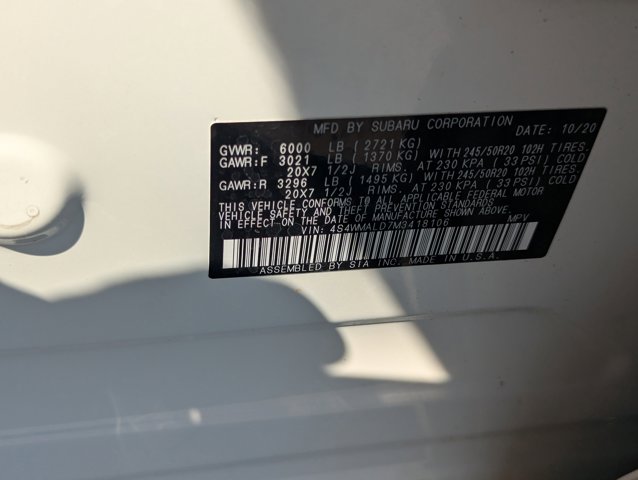 MFD BY SUBARU CORPORATION DATE: 10/20
GVWR: 6000 LB ( 2721 KG)
GAWR:F 3021 LB ( 1370 KG) WITH 245/50R20 102H TIRES.
20X7 1/2J RIMS. AT 230 KPA ( 33 PSI) COLD
GAWR:R 3296 LB ( 1495 KG) WITH 245/50R20 102H TIRES.
20X7 1/2J RIMS. AT 230 KPA ( 33 PSI) COLD
THIS VEHICLE CONFORMS TO ALL APPLICABLE FEDERAL MOTOR
VEHICLE SAFETY AND THEFT PREVENTION STANDARDS
IN EFFECT ON THE DATE OF MANUFACTURE SHOWN ABOVE.
VIN: 4S4WMALD7M3418106 MPV
ASSEMBLED BY SIA INC. MADE IN U.S.A.